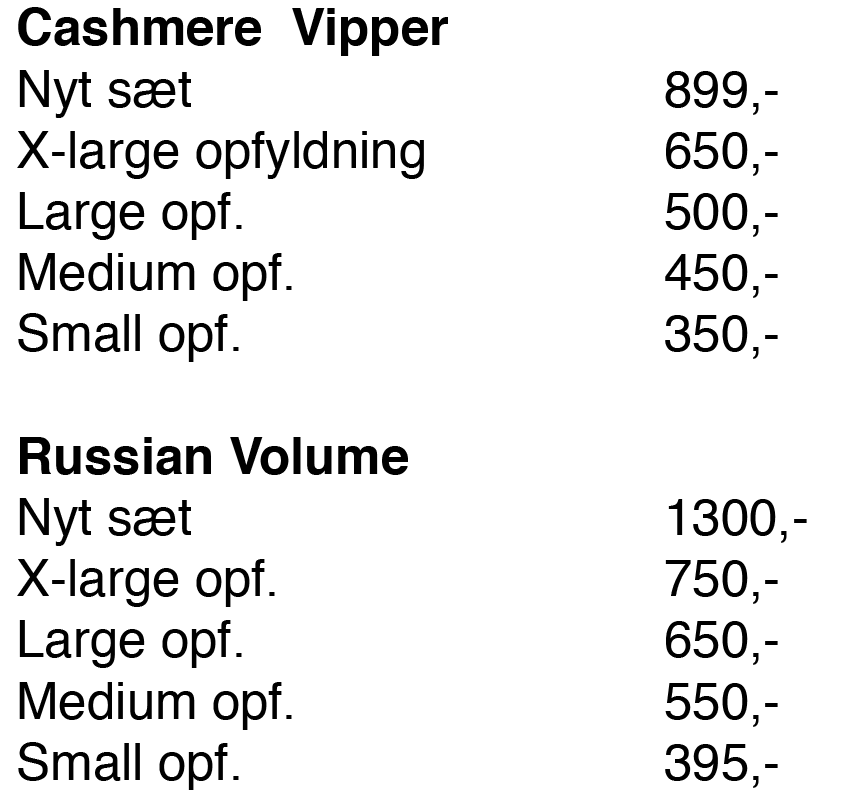 Cashmere  Vipper
Nyt sæt 899,-
X-large opfyldning 650,-
Large opf. 500,-
Medium opf. 450,-
Small opf. 350,-
Russian Volume
Nyt sæt 1300,-
X-large opf. 750,-
Large opf. 650,-
Medium opf. 550,-
Small opf. 395,-